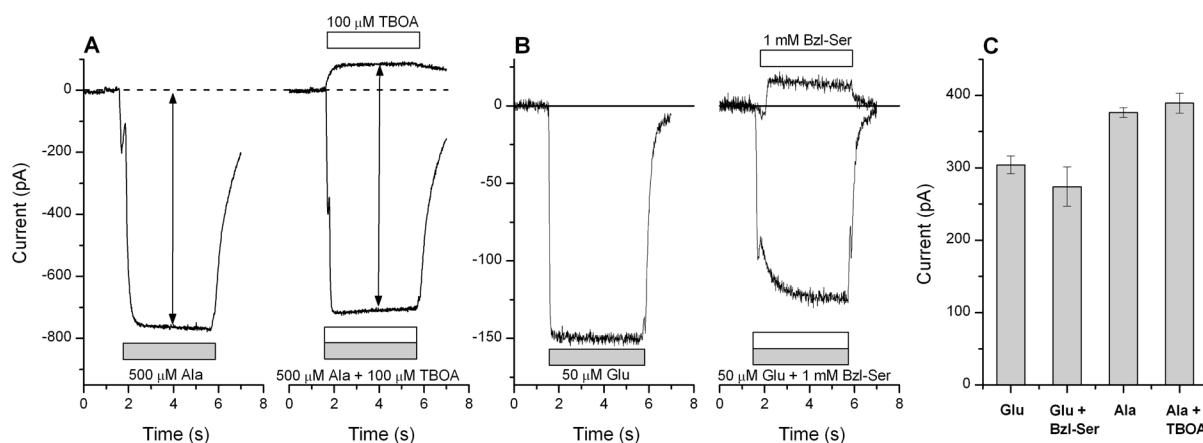 A
100 μM TBOA
0
-200
-400
-600
-800
Current (pA)
500 μM Ala
500 μM Ala + 100 μM TBOA
0 2 4 6 8
0 2 4 6 8
Time (s)
Time (s)
B
1 mM Bzl-Ser
0
-50
-100
-150
50 μM Glu
50 μM Glu + 1 mM Bzl-Ser
0 2 4 6 8
0 2 4 6 8
Time (s)
Time (s)
C
400
300
400
100
0
Current (pA)
Glu
Glu +
Bzl-Ser
Ala
Ala +
TBOA